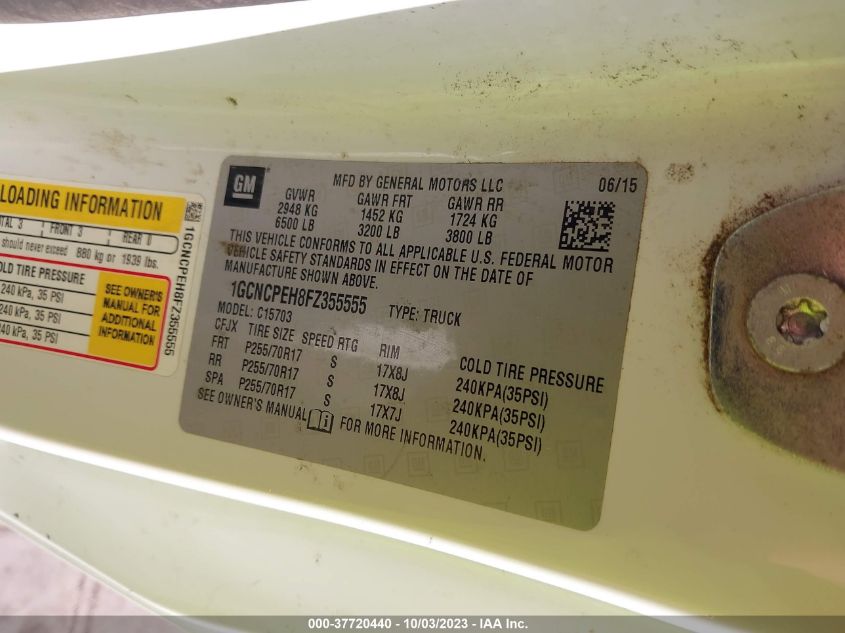 LOADING INFORMATION
TOTAL 3 FRONT 3 REAR 0
should never exceed 880 kg or 1939 lbs.
COLD TIRE PRESSURE
240 kPa, 35 PSI
240 kPa, 35 PSI
240 kPa, 35 PSI
SEE OWNER'S
MANUAL FOR
ADDITIONAL
INFORMATION
1GCNCPEH8FZ355555
GM
MFD BY GENERAL MOTORS LLC 06/15
GVWR GAWR FRT GAWR RR
2948 KG 1452 KG 1724 KG
6500 LB 3200 LB 3800 LB
THIS VEHICLE CONFORMS TO ALL APPLICABLE U.S. FEDERAL MOTOR
VEHICLE SAFETY STANDARDS IN EFFECT ON THE DATE OF
MANUFACTURE SHOWN ABOVE.
1GCNCPEH8FZ355555 TYPE: TRUCK
MODEL: C15703
CFJX TIRE SIZE SPEED RTG RIM COLD TIRE PRESSURE
FRT P255/70R17 S 17X8J 240KPA(35PSI)
RR P255/70R17 S 17X8J 240KPA(35PSI)
SPA P255/70R17 S 17X7J 240KPA(35PSI)
SEE OWNER'S MANUAL FOR MORE INFORMATION.
000-37720440 - 10/03/2023 - IAA Inc.